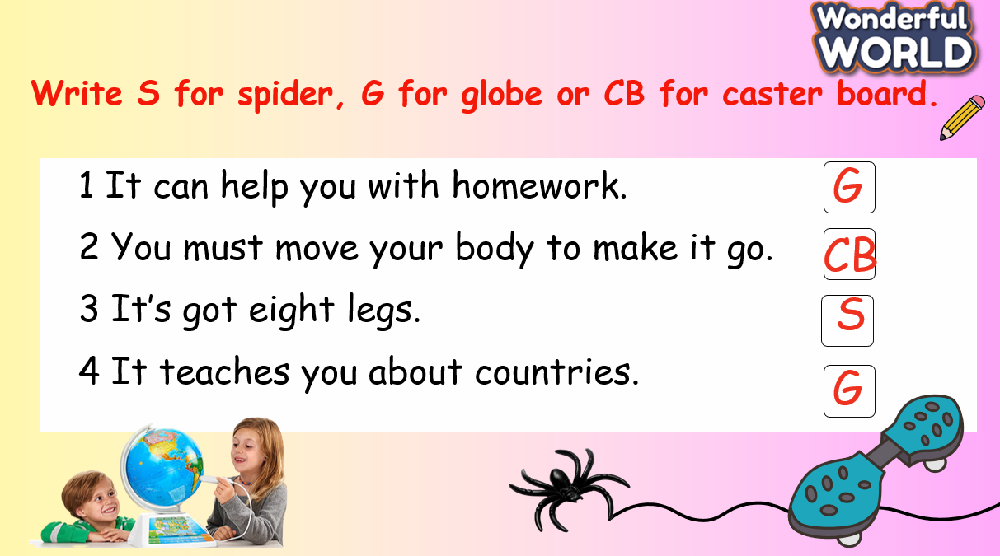 Wonderful
WORLD
Write S for spider, G for globe or CB for caster board.
1 It can help you with homework. G
2 You must move your body to make it go. CB
3 It's got eight legs. S
4 It teaches you about countries. G